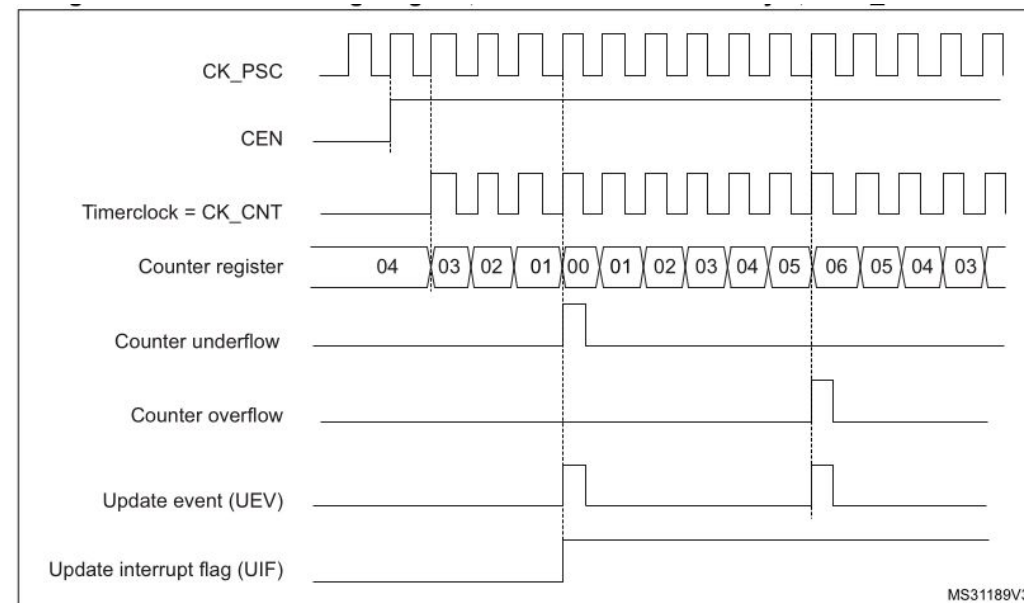 CK_PSC
CEN
Timerclock = CK_CNT
Counter register 04 03 02 01 00 01 02 03 04 05 06 05 04 03
Counter underflow
Counter overflow
Update event (UEV)
Update interrupt flag (UIF)
MS31189V3